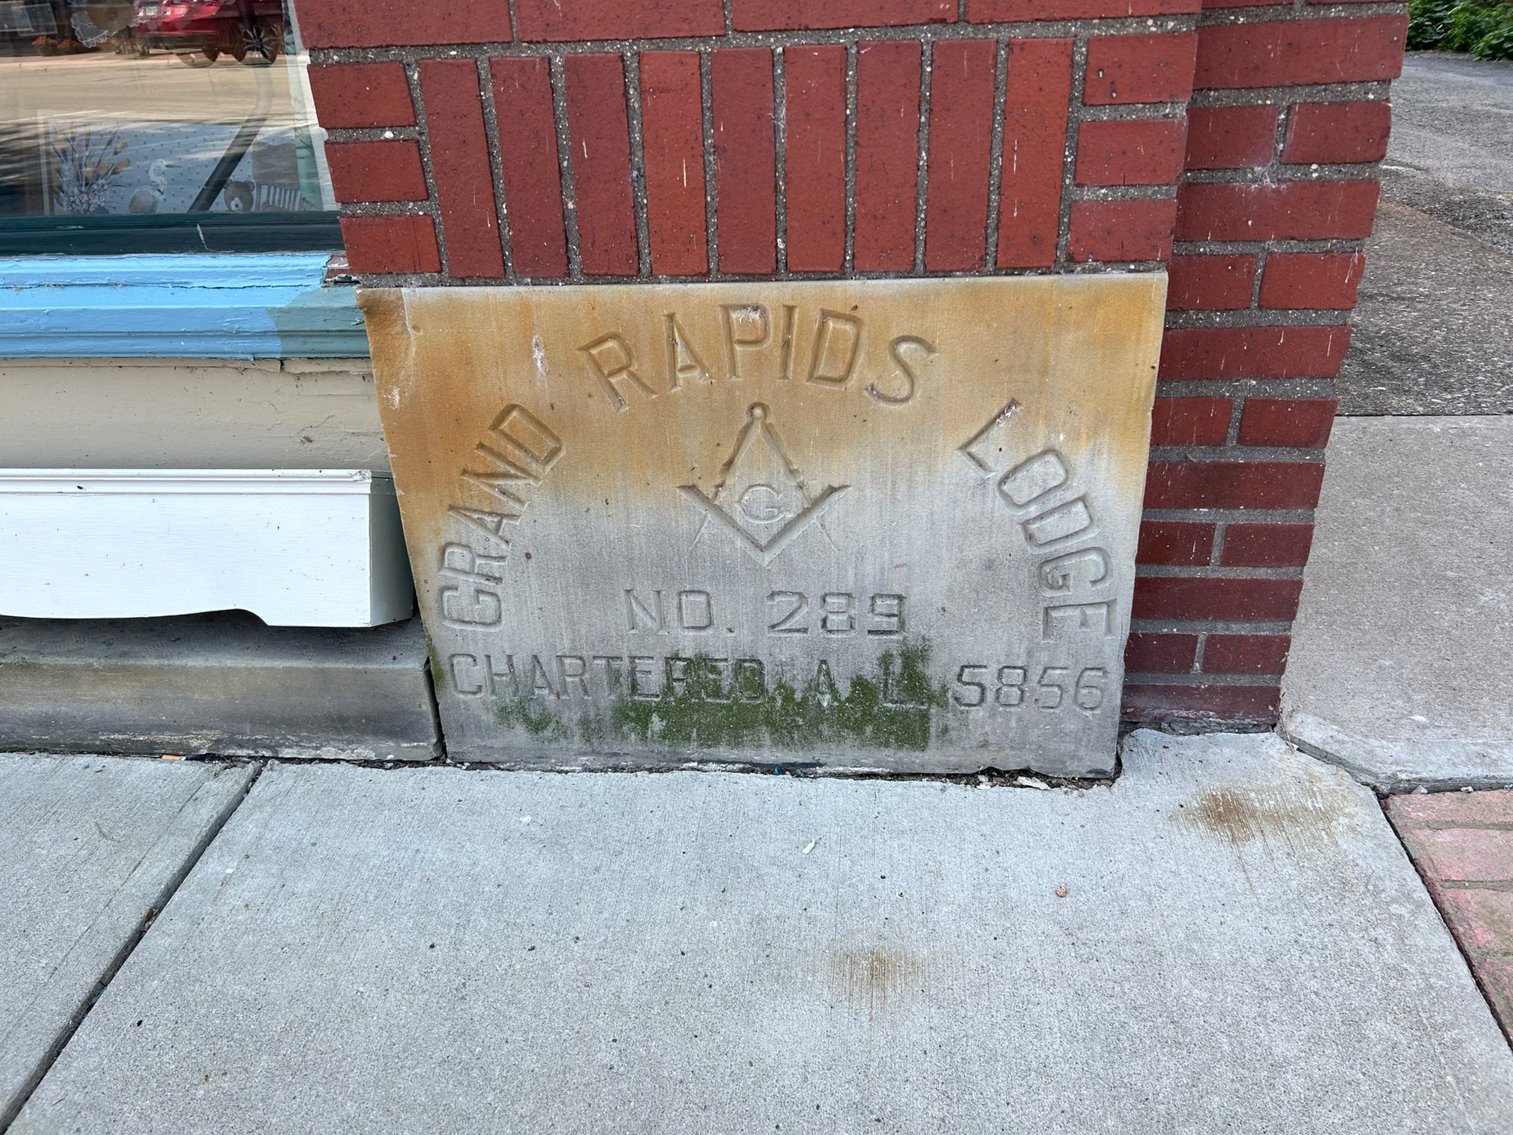 GRAND RAPIDS LODGE
G
NO. 289
CHARTERED, A L 5856